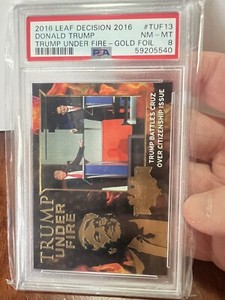 2016 LEAF DECISION 2016 #TUF13
DONALD TRUMP NM - MT
TRUMP UNDER FIRE - GOLD FOIL 8
PSA 59205540
TRUMP BATTLES CRUZ
OVER CITIZENSHIP ISSUE
TRUMP
UNDER
FIRE